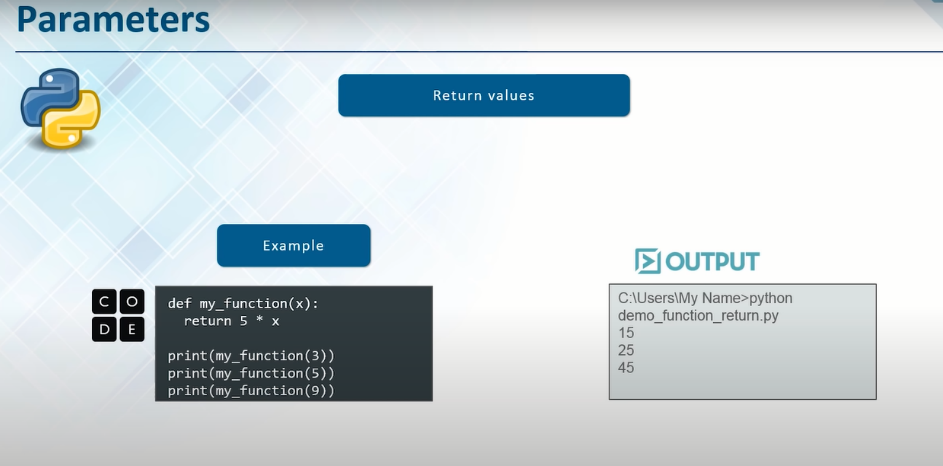 Parameters
Return values
Example
OUTPUT
C O
D E
def my_function(x):
  return 5 * x

print(my_function(3))
print(my_function(5))
print(my_function(9))
C:\Users\My Name>python
demo_function_return.py
15
25
45